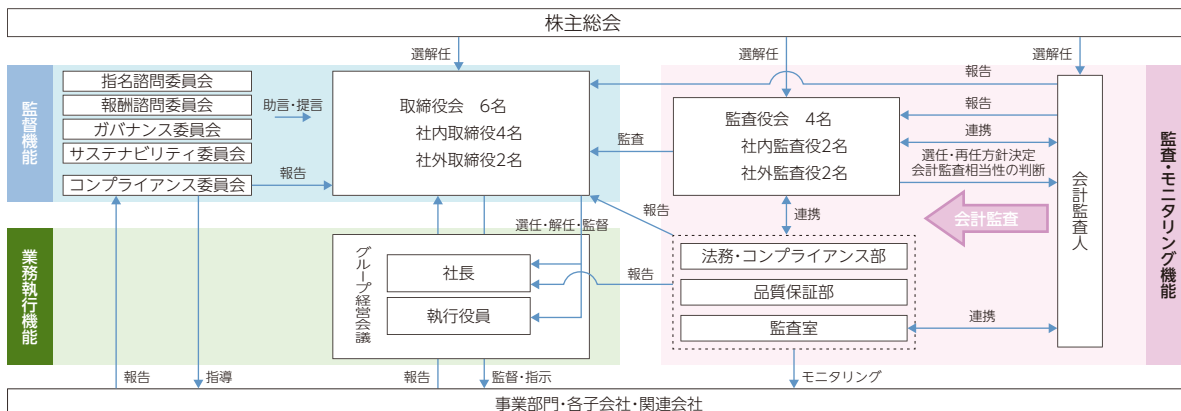 株主総会
選解任
選解任
選解任
監督機能
指名諮問委員会
報酬諮問委員会
ガバナンス委員会
サステナビリティ委員会
コンプライアンス委員会
助言・提言
報告
取締役会　6名
社内取締役4名
社外取締役2名
監査
監査役会　4名
社内監査役2名
社外監査役2名
報告
報告
連携
選任・再任方針決定
会計監査相当性の判断
会計監査
会計監査人
監査・モニタリング機能
報告
連携
選任・解任・監督
業務執行機能
グループ経営会議
社長
執行役員
報告
法務・コンプライアンス部
品質保証部
監査室
連携
報告
指導
報告
監督・指示
モニタリング
事業部門・各子会社・関連会社